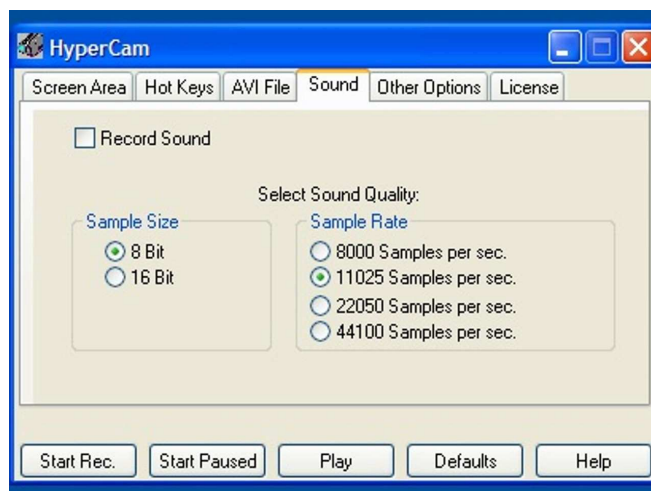 HyperCam
Screen Area Hot Keys AVI File Sound Other Options License
Record Sound
Select Sound Quality:
Sample Size
8 Bit
16 Bit
Sample Rate
8000 Samples per sec.
11025 Samples per sec.
22050 Samples per sec.
44100 Samples per sec.
Start Rec. Start Paused Play Defaults Help